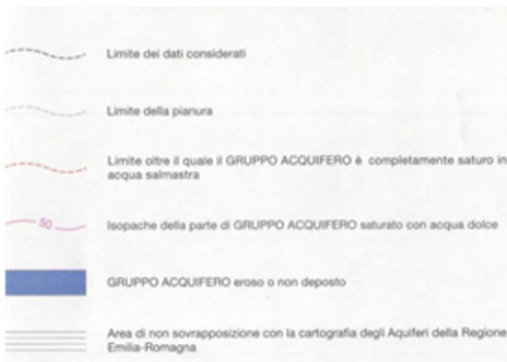 Limite dei dati considerati
Limite della pianura
Limite oltre il quale il GRUPPO ACQUIFERO è completamente saturo in
acqua salmastra
50
Isopache della parte di GRUPPO ACQUIFERO saturato con acqua dolce
GRUPPO ACQUIFERO eroso o non deposto
Area di non sovrapposizione con la cartografia degli Aquiferi della Regione
Emilia-Romagna